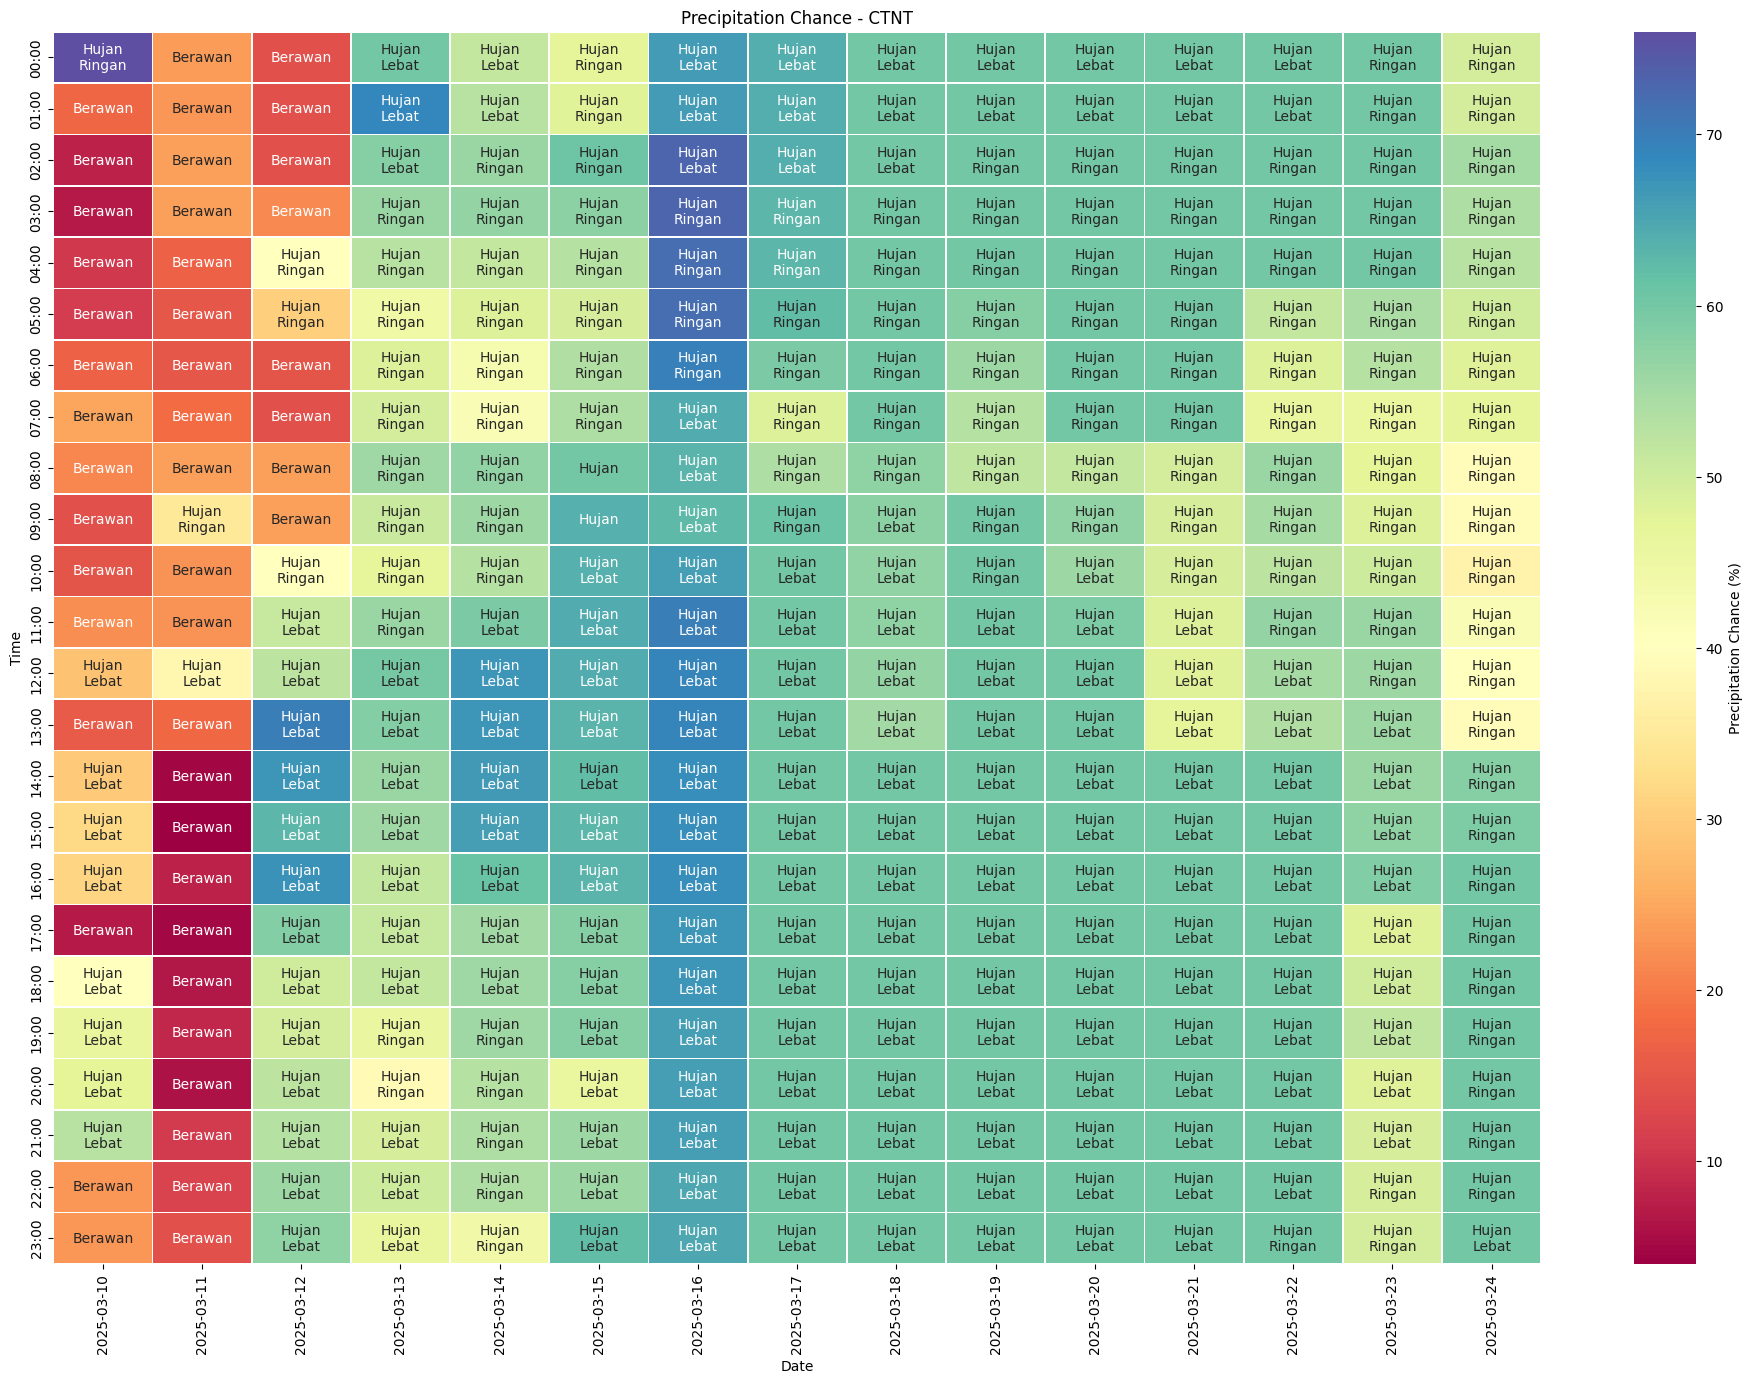 Precipitation Chance - CTNT
00:00 Hujan Ringan Berawan Berawan Hujan Lebat Hujan Lebat Hujan Ringan Hujan Lebat Hujan Lebat Hujan Lebat Hujan Lebat Hujan Lebat Hujan Lebat Hujan Lebat Hujan Ringan Hujan Ringan
01:00 Berawan Berawan Berawan Hujan Lebat Hujan Lebat Hujan Ringan Hujan Lebat Hujan Lebat Hujan Lebat Hujan Lebat Hujan Lebat Hujan Lebat Hujan Lebat Hujan Ringan Hujan Ringan
02:00 Berawan Berawan Berawan Hujan Lebat Hujan Ringan Hujan Ringan Hujan Lebat Hujan Lebat Hujan Lebat Hujan Ringan Hujan Ringan Hujan Ringan Hujan Ringan Hujan Ringan Hujan Ringan
03:00 Berawan Berawan Berawan Hujan Ringan Hujan Ringan Hujan Ringan Hujan Ringan Hujan Ringan Hujan Ringan Hujan Ringan Hujan Ringan Hujan Ringan Hujan Ringan Hujan Ringan Hujan Ringan
04:00 Berawan Berawan Hujan Ringan Hujan Ringan Hujan Ringan Hujan Ringan Hujan Ringan Hujan Ringan Hujan Ringan Hujan Ringan Hujan Ringan Hujan Ringan Hujan Ringan Hujan Ringan Hujan Ringan
05:00 Berawan Berawan Hujan Ringan Hujan Ringan Hujan Ringan Hujan Ringan Hujan Ringan Hujan Ringan Hujan Ringan Hujan Ringan Hujan Ringan Hujan Ringan Hujan Ringan Hujan Ringan Hujan Ringan
06:00 Berawan Berawan Berawan Hujan Ringan Hujan Ringan Hujan Ringan Hujan Ringan Hujan Ringan Hujan Ringan Hujan Ringan Hujan Ringan Hujan Ringan Hujan Ringan Hujan Ringan Hujan Ringan
07:00 Berawan Berawan Berawan Hujan Ringan Hujan Ringan Hujan Ringan Hujan Lebat Hujan Ringan Hujan Ringan Hujan Ringan Hujan Ringan Hujan Ringan Hujan Ringan Hujan Ringan Hujan Ringan
08:00 Berawan Berawan Berawan Hujan Ringan Hujan Ringan Hujan Hujan Lebat Hujan Ringan Hujan Ringan Hujan Ringan Hujan Ringan Hujan Ringan Hujan Ringan Hujan Ringan Hujan Ringan
09:00 Berawan Hujan Ringan Berawan Hujan Ringan Hujan Ringan Hujan Hujan Lebat Hujan Ringan Hujan Lebat Hujan Ringan Hujan Ringan Hujan Ringan Hujan Ringan Hujan Ringan Hujan Ringan
10:00 Berawan Berawan Hujan Ringan Hujan Ringan Hujan Ringan Hujan Lebat Hujan Lebat Hujan Lebat Hujan Lebat Hujan Ringan Hujan Lebat Hujan Ringan Hujan Ringan Hujan Ringan Hujan Ringan
11:00 Berawan Berawan Hujan Lebat Hujan Ringan Hujan Lebat Hujan Lebat Hujan Lebat Hujan Lebat Hujan Lebat Hujan Lebat Hujan Lebat Hujan Lebat Hujan Ringan Hujan Ringan Hujan Ringan
12:00 Hujan Lebat Hujan Lebat Hujan Lebat Hujan Lebat Hujan Lebat Hujan Lebat Hujan Lebat Hujan Lebat Hujan Lebat Hujan Lebat Hujan Lebat Hujan Lebat Hujan Lebat Hujan Ringan Hujan Ringan
13:00 Berawan Berawan Hujan Lebat Hujan Lebat Hujan Lebat Hujan Lebat Hujan Lebat Hujan Lebat Hujan Lebat Hujan Lebat Hujan Lebat Hujan Lebat Hujan Lebat Hujan Lebat Hujan Ringan
14:00 Hujan Lebat Berawan Hujan Lebat Hujan Lebat Hujan Lebat Hujan Lebat Hujan Lebat Hujan Lebat Hujan Lebat Hujan Lebat Hujan Lebat Hujan Lebat Hujan Lebat Hujan Lebat Hujan Ringan
15:00 Hujan Lebat Berawan Hujan Lebat Hujan Lebat Hujan Lebat Hujan Lebat Hujan Lebat Hujan Lebat Hujan Lebat Hujan Lebat Hujan Lebat Hujan Lebat Hujan Lebat Hujan Lebat Hujan Ringan
16:00 Hujan Lebat Berawan Hujan Lebat Hujan Lebat Hujan Lebat Hujan Lebat Hujan Lebat Hujan Lebat Hujan Lebat Hujan Lebat Hujan Lebat Hujan Lebat Hujan Lebat Hujan Lebat Hujan Ringan
17:00 Berawan Berawan Hujan Lebat Hujan Lebat Hujan Lebat Hujan Lebat Hujan Lebat Hujan Lebat Hujan Lebat Hujan Lebat Hujan Lebat Hujan Lebat Hujan Lebat Hujan Lebat Hujan Ringan
18:00 Hujan Lebat Berawan Hujan Lebat Hujan Lebat Hujan Lebat Hujan Lebat Hujan Lebat Hujan Lebat Hujan Lebat Hujan Lebat Hujan Lebat Hujan Lebat Hujan Lebat Hujan Lebat Hujan Ringan
19:00 Hujan Lebat Berawan Hujan Lebat Hujan Ringan Hujan Ringan Hujan Lebat Hujan Lebat Hujan Lebat Hujan Lebat Hujan Lebat Hujan Lebat Hujan Lebat Hujan Lebat Hujan Lebat Hujan Ringan
20:00 Hujan Lebat Berawan Hujan Lebat Hujan Ringan Hujan Ringan Hujan Lebat Hujan Lebat Hujan Lebat Hujan Lebat Hujan Lebat Hujan Lebat Hujan Lebat Hujan Lebat Hujan Lebat Hujan Ringan
21:00 Hujan Lebat Berawan Hujan Lebat Hujan Lebat Hujan Ringan Hujan Lebat Hujan Lebat Hujan Lebat Hujan Lebat Hujan Lebat Hujan Lebat Hujan Lebat Hujan Lebat Hujan Lebat Hujan Ringan
22:00 Berawan Berawan Hujan Lebat Hujan Lebat Hujan Ringan Hujan Lebat Hujan Lebat Hujan Lebat Hujan Lebat Hujan Lebat Hujan Lebat Hujan Lebat Hujan Lebat Hujan Ringan Hujan Ringan
23:00 Berawan Berawan Hujan Lebat Hujan Lebat Hujan Ringan Hujan Lebat Hujan Lebat Hujan Lebat Hujan Lebat Hujan Lebat Hujan Lebat Hujan Lebat Hujan Ringan Hujan Ringan Hujan Lebat
Time
2025-03-10 2025-03-11 2025-03-12 2025-03-13 2025-03-14 2025-03-15 2025-03-16 2025-03-17 2025-03-18 2025-03-19 2025-03-20 2025-03-21 2025-03-22 2025-03-23 2025-03-24
Date
70
60
50
40
30
20
10
Precipitation Chance (%)